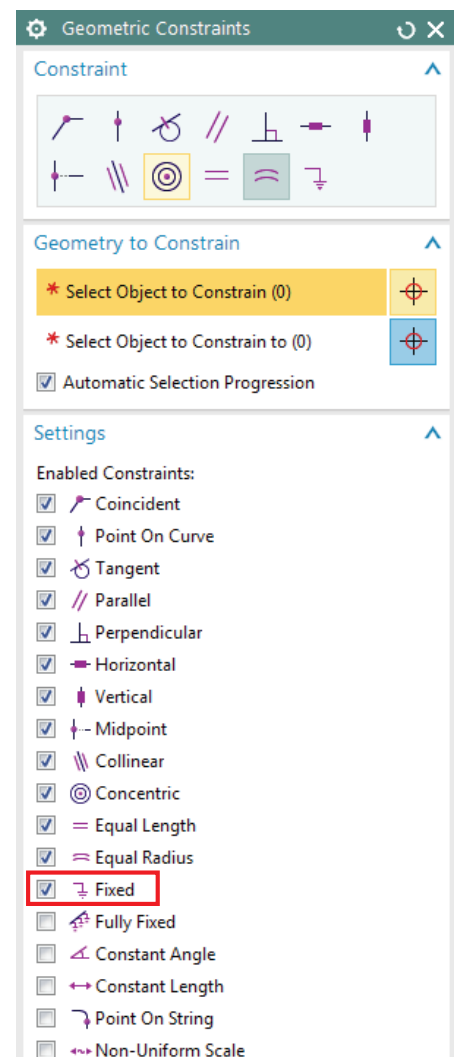 Geometric Constraints
Constraint
Geometry to Constrain
* Select Object to Constrain (0)
* Select Object to Constrain to (0)
Automatic Selection Progression
Settings
Enabled Constraints:
Coincident
Point On Curve
Tangent
Parallel
Perpendicular
Horizontal
Vertical
Midpoint
Collinear
Concentric
Equal Length
Equal Radius
Fixed
Fully Fixed
Constant Angle
Constant Length
Point On String
Non-Uniform Scale